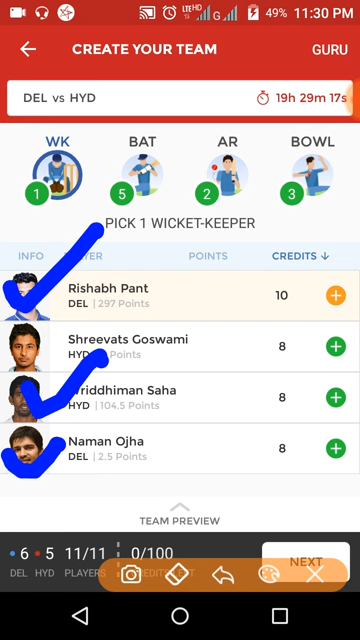 LTE HD G 49% 11:30 PM
CREATE YOUR TEAM GURU
DEL vs HYD 19h 29m 17s
WK BAT AR BOWL
1 5 2 3
PICK 1 WICKET-KEEPER
INFO POINTS CREDITS ↓
Rishabh Pant
DEL | 297 Points 10
Shreevats Goswami
HYD Points 8
Wriddhiman Saha
HYD | 104.5 Points 8
Naman Ojha
DEL | 2.5 Points 8
TEAM PREVIEW
6 5 11/11 0/100 NEXT
DEL HYD PLAYERS